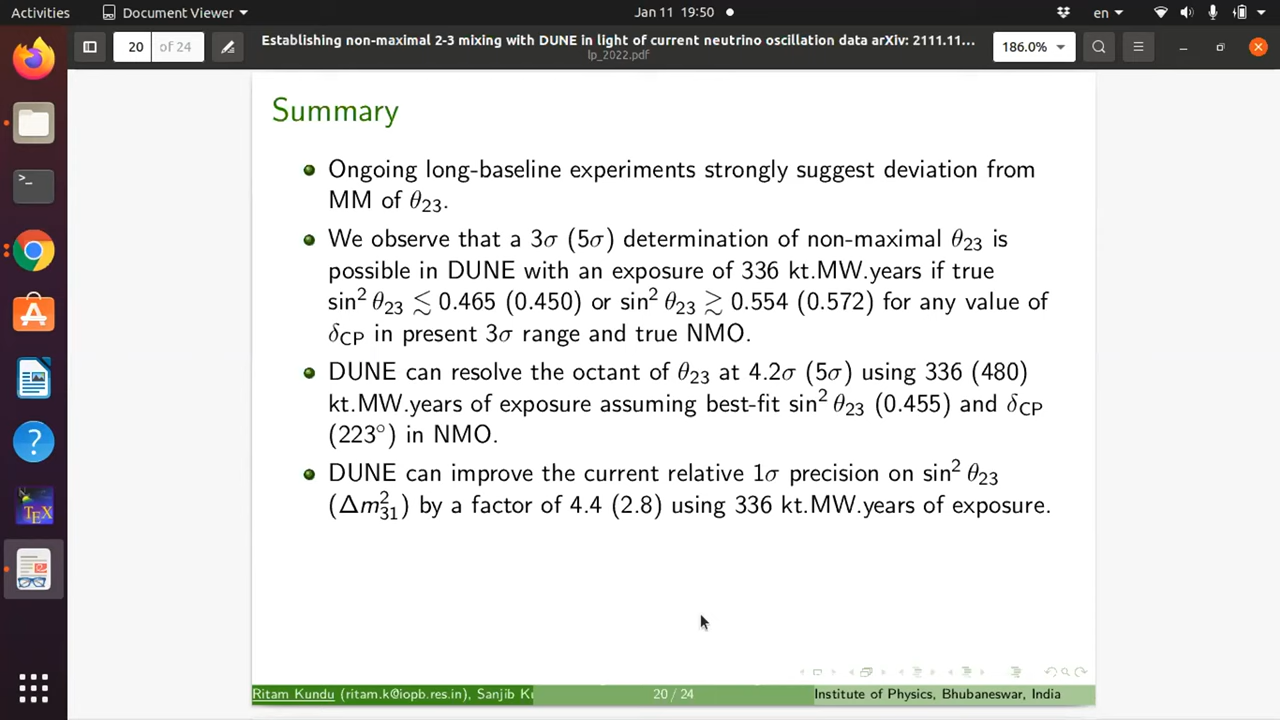 Activities
Document Viewer
Jan 11 19:50
en
20 of 24
Establishing non-maximal 2-3 mixing with DUNE in light of current neutrino oscillation data arXiv: 2111.11...
lp_2022.pdf
186.0%
Summary
Ongoing long-baseline experiments strongly suggest deviation from
MM of θ₂₃.
We observe that a 3σ (5σ) determination of non-maximal θ₂₃ is
possible in DUNE with an exposure of 336 kt.MW.years if true
sin² θ₂₃ ≲ 0.465 (0.450) or sin² θ₂₃ ≳ 0.554 (0.572) for any value of
δCP in present 3σ range and true NMO.
DUNE can resolve the octant of θ₂₃ at 4.2σ (5σ) using 336 (480)
kt.MW.years of exposure assuming best-fit sin² θ₂₃ (0.455) and δCP
(223°) in NMO.
DUNE can improve the current relative 1σ precision on sin² θ₂₃
(Δm²₃₁) by a factor of 4.4 (2.8) using 336 kt.MW.years of exposure.
Ritam Kundu (ritam.k@iopb.res.in), Sanjib Ku
20 / 24
Institute of Physics, Bhubaneswar, India
TEX